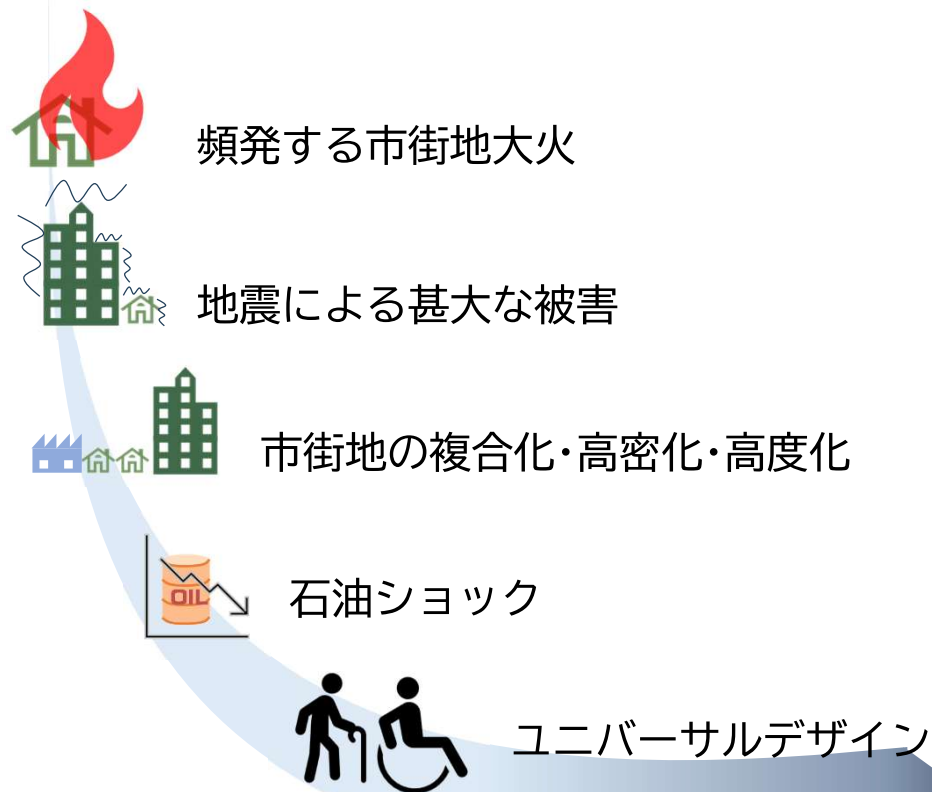 頻発する市街地大火
地震による甚大な被害
市街地の複合化・高密化・高度化
OIL
石油ショック
ユニバーサルデザイン